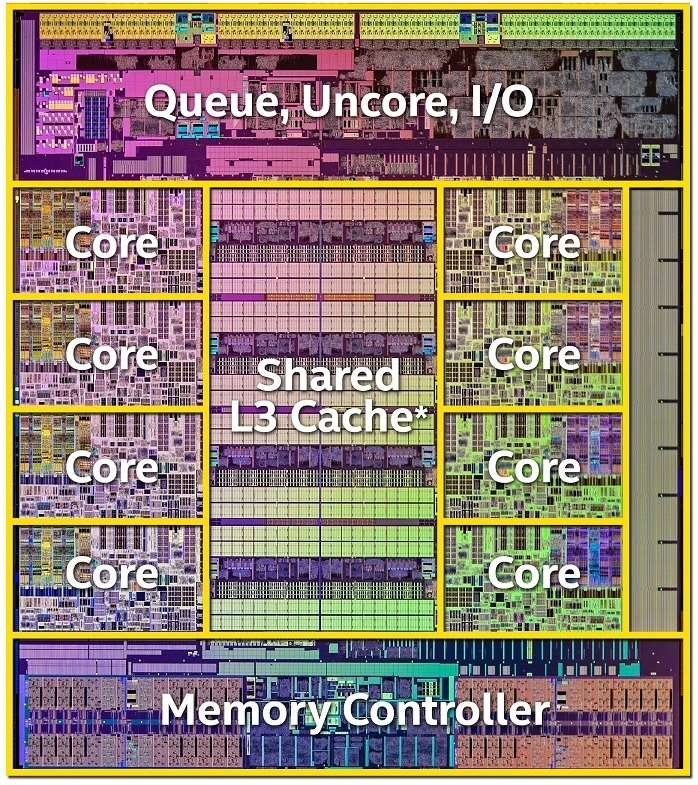 Queue, Uncore, I/O
Core
Core
Core
Core
Shared
L3 Cache*
Core
Core
Core
Core
Memory Controller